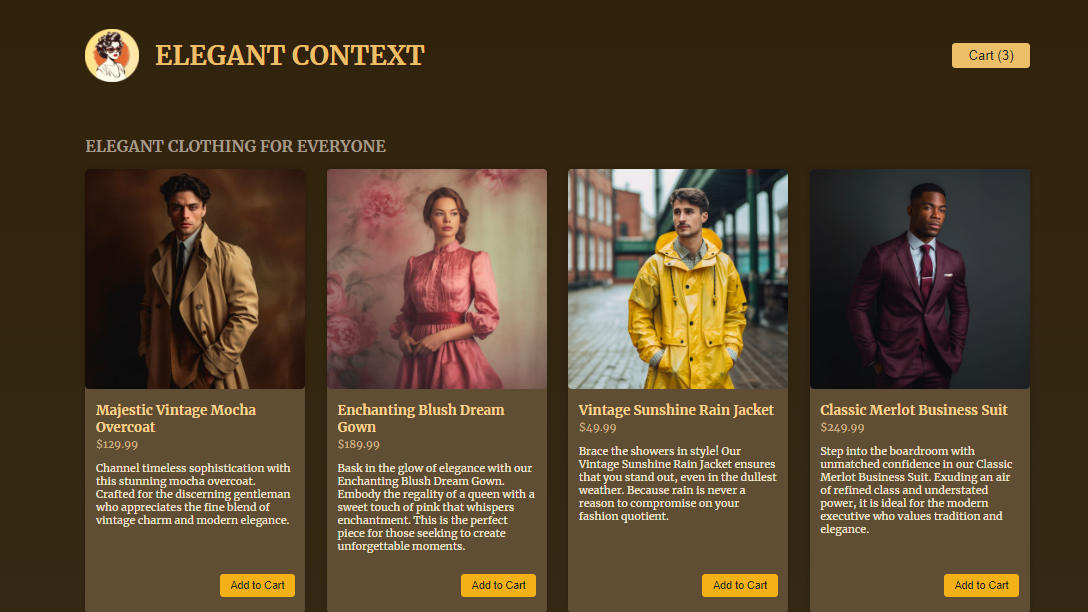 ELEGANT CONTEXT
Cart (3)
ELEGANT CLOTHING FOR EVERYONE
Majestic Vintage Mocha
Overcoat
$129.99
Channel timeless sophistication with
this stunning mocha overcoat.
Crafted for the discerning gentleman
who appreciates the fine blend of
vintage charm and modern elegance.
Add to Cart
Enchanting Blush Dream
Gown
$189.99
Bask in the glow of elegance with our
Enchanting Blush Dream Gown.
Embody the regality of a queen with a
sweet touch of pink that whispers
enchantment. This is the perfect
piece for those seeking to create
unforgettable moments.
Add to Cart
Vintage Sunshine Rain Jacket
$49.99
Brace the showers in style! Our
Vintage Sunshine Rain Jacket ensures
that you stand out, even in the dullest
weather. Because rain is never a
reason to compromise on your
fashion quotient.
Add to Cart
Classic Merlot Business Suit
$249.99
Step into the boardroom with
unmatched confidence in our Classic
Merlot Business Suit. Exuding an air
of refined class and understated
power, it is ideal for the modern
executive who values tradition and
elegance.
Add to Cart